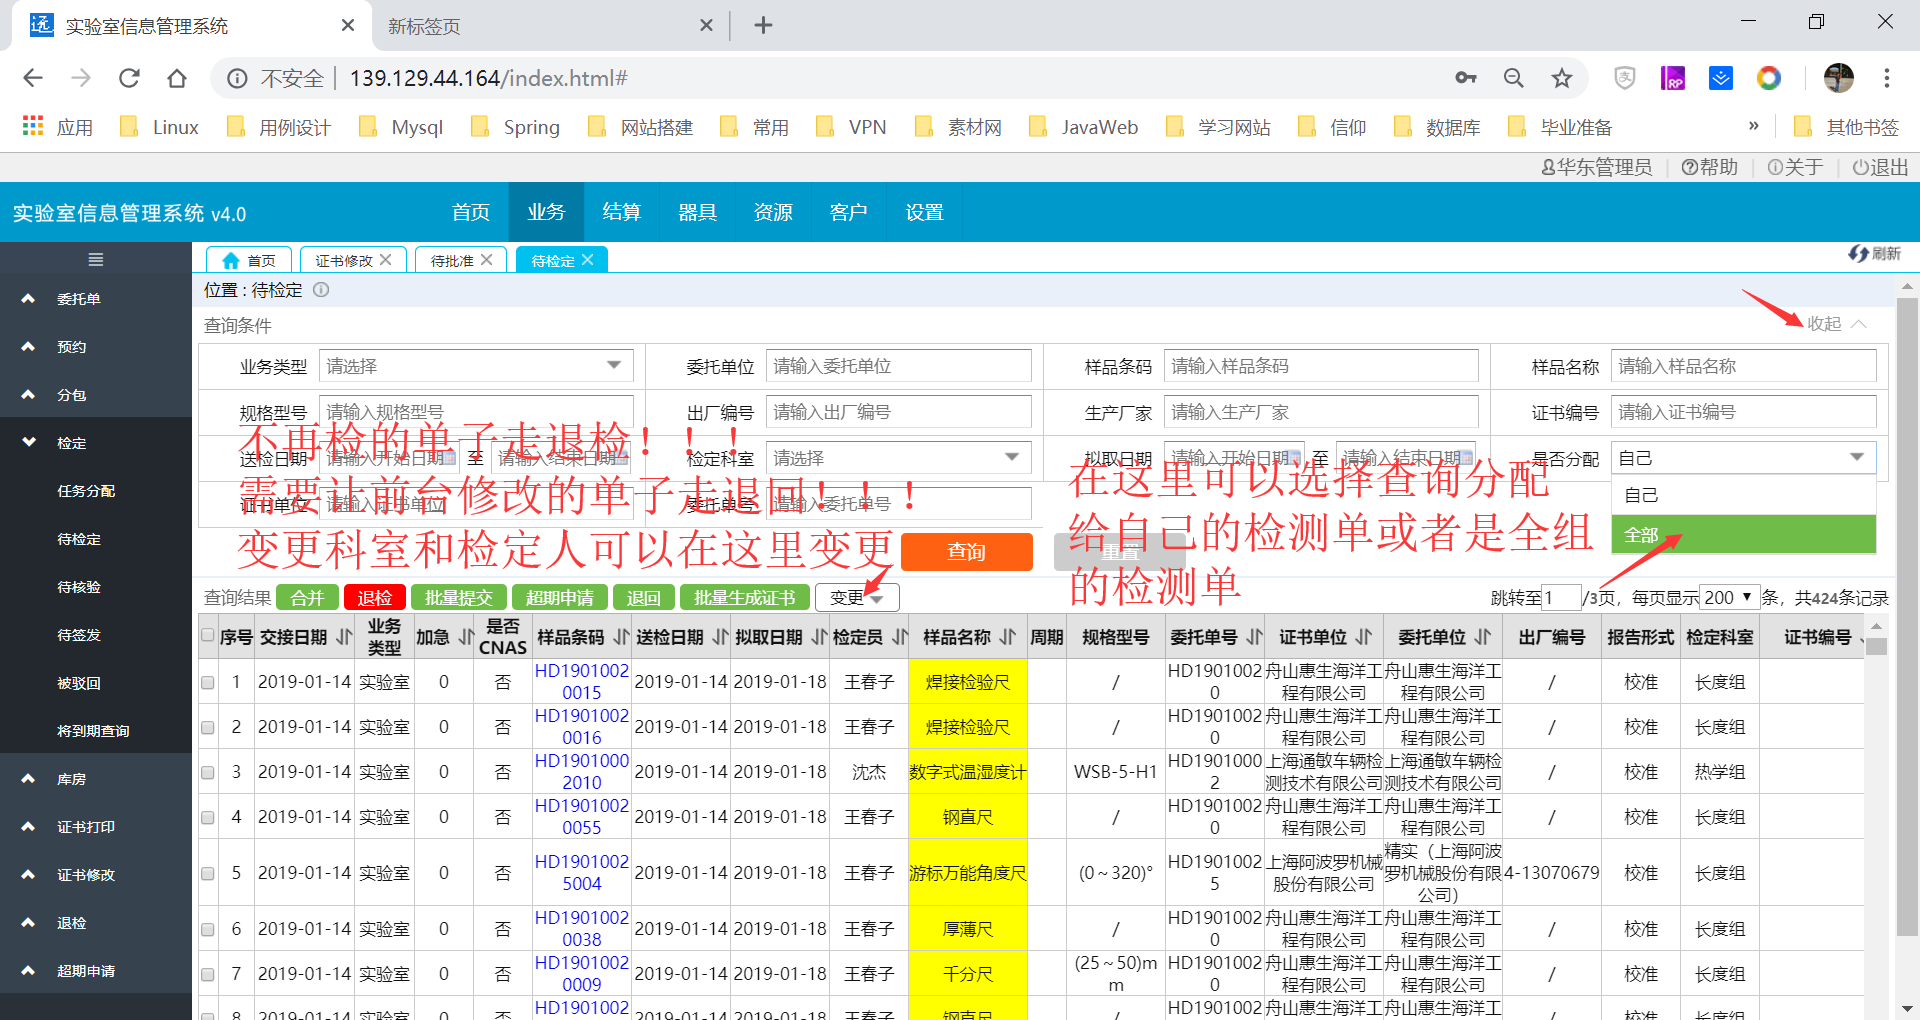 实验室信息管理系统
新标签页
不安全 139.129.44.164/index.html#
应用 Linux 用例设计 Mysql Spring 网站搭建 常用 VPN 素材网 JavaWeb 学习网站 信仰 数据库 毕业准备 » 其他书签
华东管理员 帮助 关于 退出
实验室信息管理系统 v4.0 首页 业务 结算 器具 资源 客户 设置
首页 证书修改 待批准 待检定 刷新
位置 : 待检定
查询条件 收起
业务类型 请选择 委托单位 请输入委托单位 样品条码 请输入样品条码 样品名称 请输入样品名称
规格型号 请输入规格型号 出厂编号 请输入出厂编号 生产厂家 请输入生产厂家 证书编号 请输入证书编号
送检日期 请输入开始日期 至 请输入结束日期 检定科室 请选择 拟取日期 请输入开始日期 至 请输入结束日期 是否分配 自己
自己
全部
证书单位 请输入证书单位 委托单号 请输入委托单号
不再检的单子走退检！！！
需要让前台修改的单子走退回！！！
变更科室和检定人可以在这里变更
在这里可以选择查询分配
给自己的检测单或者是全组
的检测单
查询 重置
查询结果 合并 退检 批量提交 超期申请 退回 批量生成证书 变更
跳转至 1 /3页，每页显示 200 条，共424条记录
委托单
预约
分包
检定
任务分配
待检定
待核验
待签发
被驳回
将到期查询
库房
证书打印
证书修改
退检
超期申请
序号 交接日期 业务类型 加急 是否CNAS 样品条码 送检日期 拟取日期 检定员 样品名称 周期 规格型号 委托单号 证书单位 委托单位 出厂编号 报告形式 检定科室 证书编号
1 2019-01-14 实验室 0 否 HD19010020015 2019-01-14 2019-01-18 王春子 焊接检验尺 / HD19010020 舟山惠生海洋工程有限公司 舟山惠生海洋工程有限公司 / 校准 长度组
2 2019-01-14 实验室 0 否 HD19010020016 2019-01-14 2019-01-18 王春子 焊接检验尺 / HD19010020 舟山惠生海洋工程有限公司 舟山惠生海洋工程有限公司 / 校准 长度组
3 2019-01-14 实验室 0 否 HD19010002010 2019-01-14 2019-01-18 沈杰 数字式温湿度计 WSB-5-H1 HD19010002 上海通敏车辆检测技术有限公司 上海通敏车辆检测技术有限公司 / 校准 热学组
4 2019-01-14 实验室 0 否 HD19010020055 2019-01-14 2019-01-18 王春子 钢直尺 / HD19010020 舟山惠生海洋工程有限公司 舟山惠生海洋工程有限公司 / 校准 长度组
5 2019-01-14 实验室 0 否 HD19010025004 2019-01-14 2019-01-18 王春子 游标万能角度尺 (0～320)° HD19010025 上海阿波罗机械股份有限公司 精实（上海阿波罗机械股份有限公司） 4-13070679 校准 长度组
6 2019-01-14 实验室 0 否 HD19010020038 2019-01-14 2019-01-18 王春子 厚薄尺 / HD19010020 舟山惠生海洋工程有限公司 舟山惠生海洋工程有限公司 / 校准 长度组
7 2019-01-14 实验室 0 否 HD19010020009 2019-01-14 2019-01-18 王春子 千分尺 (25～50)mm HD19010020 舟山惠生海洋工程有限公司 舟山惠生海洋工程有限公司 / 校准 长度组
8 2019-01-14 实验室 0 否 HD1901002 2019-01-14 2019-01-18 王春子 钢直尺 / HD1901002 舟山惠生海洋工 舟山惠生海洋工 / 校准 长度组